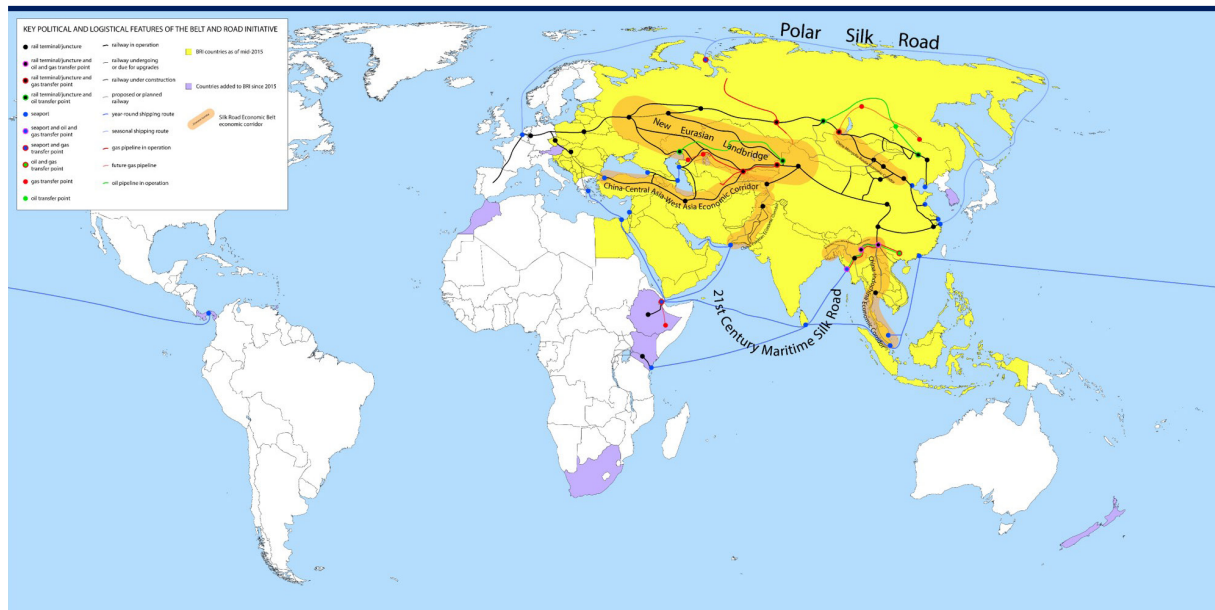 KEY POLITICAL AND LOGISTICAL FEATURES OF THE BELT AND ROAD INITIATIVE
rail terminal/juncture
rail terminal/juncture and
oil and gas transfer point
rail terminal/juncture and
gas transfer point
rail terminal/juncture and
oil transfer point
seaport
seaport and oil and
gas transfer point
seaport and gas
transfer point
oil and gas
transfer point
gas transfer point
oil transfer point
railway in operation
railway undergoing
or due for upgrades
railway under construction
proposed or planned
railway
year-round shipping route
seasonal shipping route
gas pipeline in operation
future gas pipeline
oil pipeline in operation
BRI countries as of mid-2015
Countries added to BRI since 2015
Silk Road Economic Belt
economic corridor
Polar Silk Road
New Eurasian Landbridge
China-Central Asia-West Asia Economic Corridor
China-Indochina Economic Corridor
21st Century Maritime Silk Road